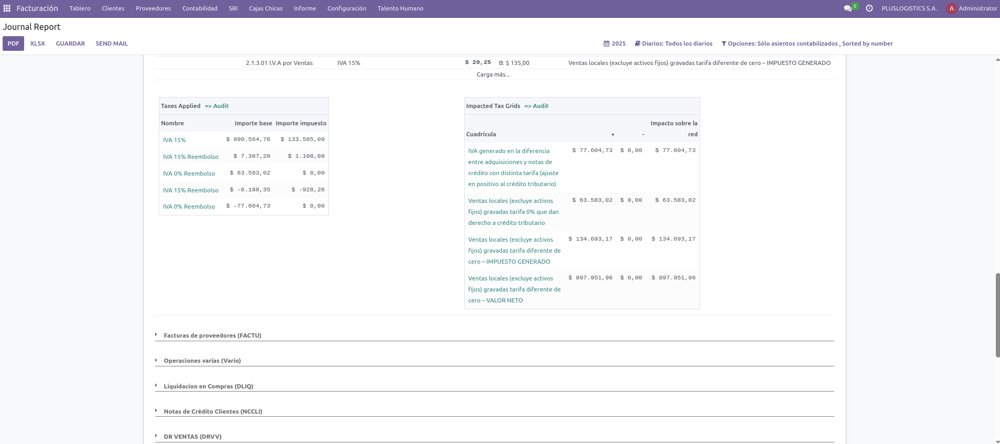 Facturación Tablero Clientes Proveedores Contabilidad SRI Cajas Chicas Informe Configuración Talento Humano 5 PLUSLOGISTICS S.A. A Administrator
Journal Report
PDF XLSX GUARDAR SEND MAIL 2025 Diarios: Todos los diarios Opciones: Sólo asientos contabilizados , Sorted by number
2.1.3.01 I.V.A por Ventas IVA 15% $ 20,25 B: $ 135,00 Ventas locales (excluye activos fijos) gravadas tarifa diferente de cero – IMPUESTO GENERADO
Carga más...
Taxes Applied => Audit
Nombre Importe base Importe impuesto
IVA 15% $ 890.564,76 $ 133.585,09
IVA 15% Reembolso $ 7.387,20 $ 1.108,08
IVA 0% Reembolso $ 63.583,02 $ 0,00
IVA 15% Reembolso $ -6.188,35 $ -928,26
IVA 0% Reembolso $ -77.604,73 $ 0,00
Impacted Tax Grids => Audit
Impacto sobre la
Cuadrícula + - red
IVA generado en la diferencia $ 77.604,73 $ 0,00 $ 77.604,73
entre adquisiciones y notas de
crédito con distinta tarifa (ajuste
en positivo al crédito tributario)
Ventas locales (excluye activos $ 63.583,02 $ 0,00 $ 63.583,02
fijos) gravadas tarifa 0% que dan
derecho a crédito tributario
Ventas locales (excluye activos $ 134.693,17 $ 0,00 $ 134.693,17
fijos) gravadas tarifa diferente de
cero – IMPUESTO GENERADO
Ventas locales (excluye activos $ 897.951,96 $ 0,00 $ 897.951,96
fijos) gravadas tarifa diferente de
cero – VALOR NETO
Facturas de proveedores (FACTU)
Operaciones varias (Vario)
Liquidacion en Compras (DLIQ)
Notas de Crédito Clientes (NCCLI)
DR VENTAS (DRVV)